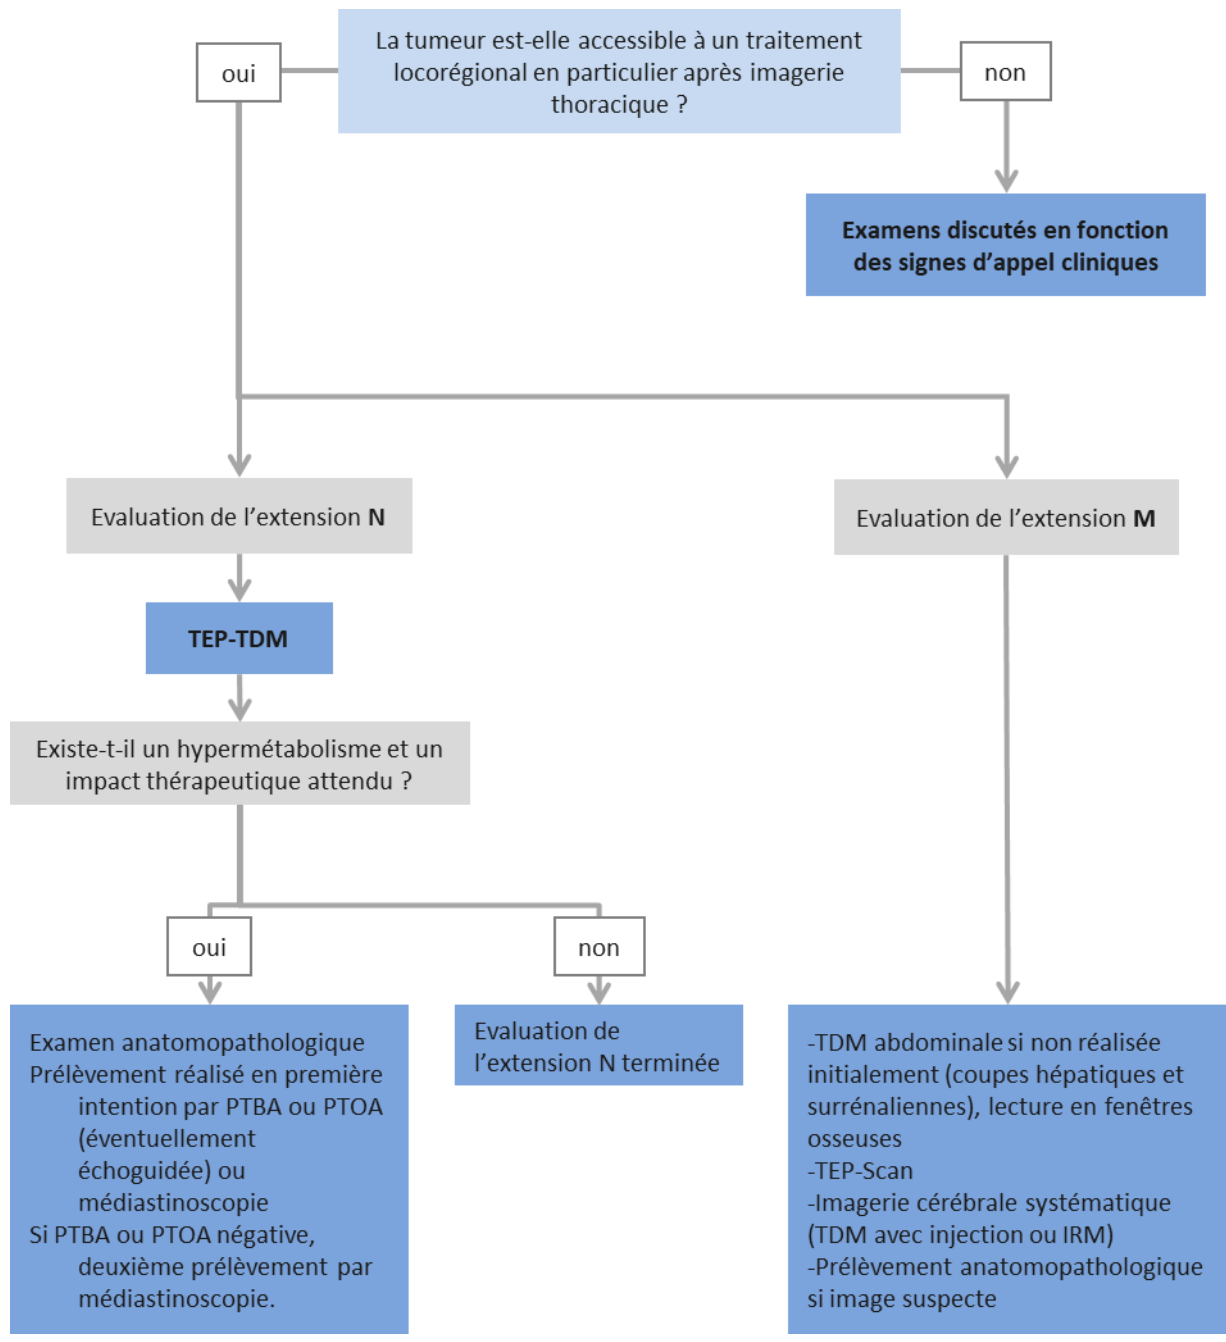 La tumeur est-elle accessible à un traitement
locorégional en particulier après imagerie
thoracique ?
oui
non
Examens discutés en fonction
des signes d’appel cliniques
Evaluation de l’extension N
Evaluation de l’extension M
TEP-TDM
Existe-t-il un hypermétabolisme et un
impact thérapeutique attendu ?
oui
non
Examen anatomopathologique
Prélèvement réalisé en première
intention par PTBA ou PTOA
(éventuellement
échoguidée) ou
médiastinoscopie
Si PTBA ou PTOA négative,
deuxième prélèvement par
médiastinoscopie.
Evaluation de
l’extension N terminée
-TDM abdominale si non réalisée
initialement (coupes hépatiques et
surrénaliennes), lecture en fenêtres
osseuses
-TEP-Scan
-Imagerie cérébrale systématique
(TDM avec injection ou IRM)
-Prélèvement anatomopathologique
si image suspecte